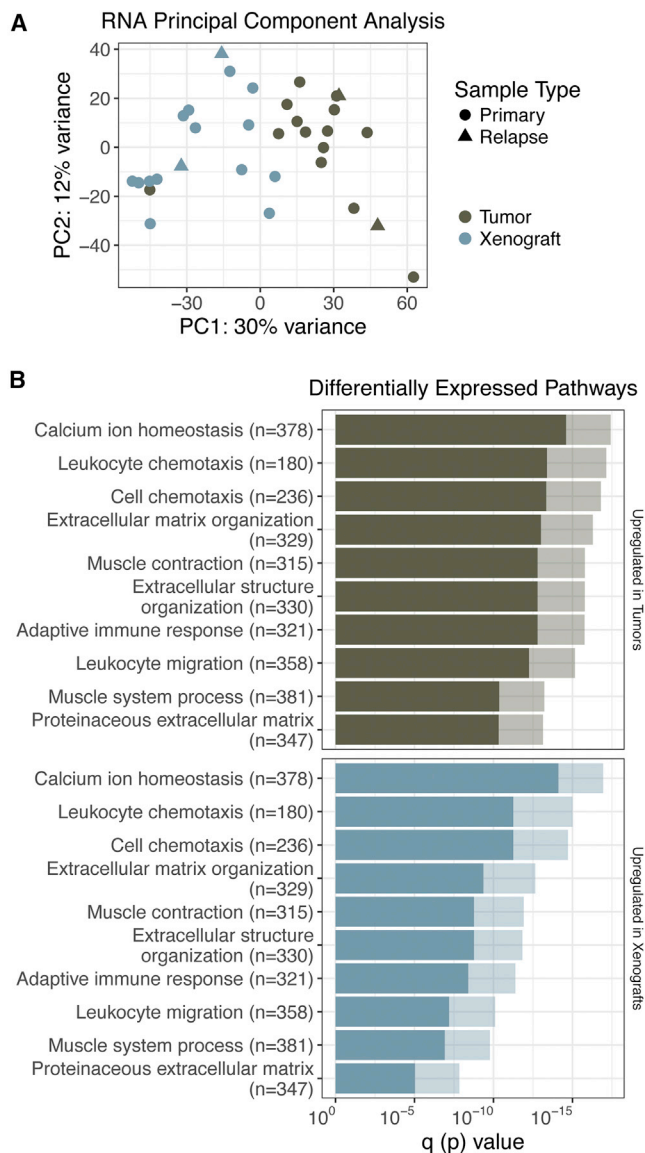 A
RNA Principal Component Analysis
40
20
0
−20
−40
PC2: 12% variance
−30
0
30
60
PC1: 30% variance
Sample Type
Primary
Relapse
Tumor
Xenograft
B
Differentially Expressed Pathways
Calcium ion homeostasis (n=378)
Leukocyte chemotaxis (n=180)
Cell chemotaxis (n=236)
Extracellular matrix organization
(n=329)
Muscle contraction (n=315)
Extracellular structure
organization (n=330)
Adaptive immune response (n=321)
Leukocyte migration (n=358)
Muscle system process (n=381)
Proteinaceous extracellular matrix
(n=347)
Upregulated in Tumors
Calcium ion homeostasis (n=378)
Leukocyte chemotaxis (n=180)
Cell chemotaxis (n=236)
Extracellular matrix organization
(n=329)
Muscle contraction (n=315)
Extracellular structure
organization (n=330)
Adaptive immune response (n=321)
Leukocyte migration (n=358)
Muscle system process (n=381)
Proteinaceous extracellular matrix
(n=347)
Upregulated in Xenografts
10⁰
10⁻⁵
10⁻¹⁰
10⁻¹⁵
q (p) value